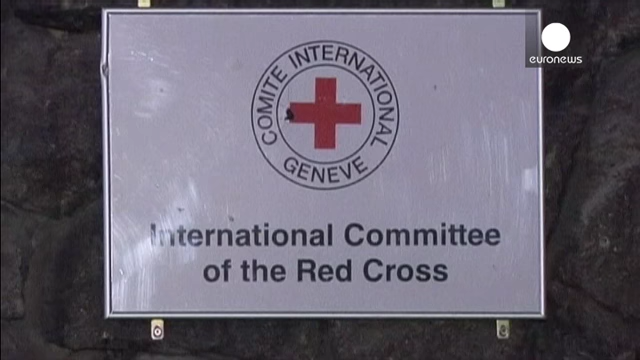 euronews
COMITE INTERNATIONAL
GENEVE
International Committee
of the Red Cross